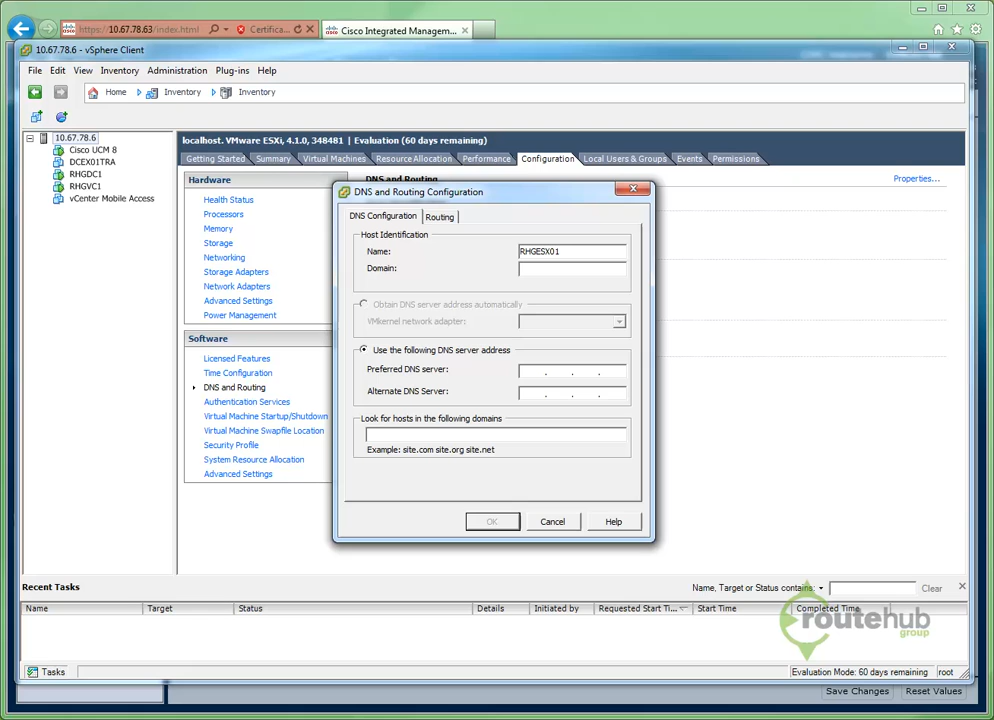 https://10.67.78.63/index.html
Certifica...
Cisco Integrated Managem...
10.67.78.6 - vSphere Client
File Edit View Inventory Administration Plug-ins Help
Home Inventory Inventory
10.67.78.6
Cisco UCM 8
DCEX01TRA
RHGDC1
RHGVC1
vCenter Mobile Access
localhost. VMware ESXi, 4.1.0, 348481 | Evaluation (60 days remaining)
Getting Started Summary Virtual Machines Resource Allocation Performance Configuration Local Users & Groups Events Permissions
Hardware
Health Status
Processors
Memory
Storage
Networking
Storage Adapters
Network Adapters
Advanced Settings
Power Management
Software
Licensed Features
Time Configuration
DNS and Routing
Authentication Services
Virtual Machine Startup/Shutdown
Virtual Machine Swapfile Location
Security Profile
System Resource Allocation
Advanced Settings
DNS and Routing
Properties...
DNS and Routing Configuration
DNS Configuration Routing
Host Identification
Name: RHGESX01
Domain:
Obtain DNS server address automatically
VMkernel network adapter:
Use the following DNS server address
Preferred DNS server: . . .
Alternate DNS Server: . . .
Look for hosts in the following domains
Example: site.com site.org site.net
OK Cancel Help
Recent Tasks
Name, Target or Status contains: Clear
Name Target Status Details Initiated by Requested Start Ti... Start Time Completed Time
routehub
group
Tasks
Evaluation Mode: 60 days remaining root
Save Changes Reset Values